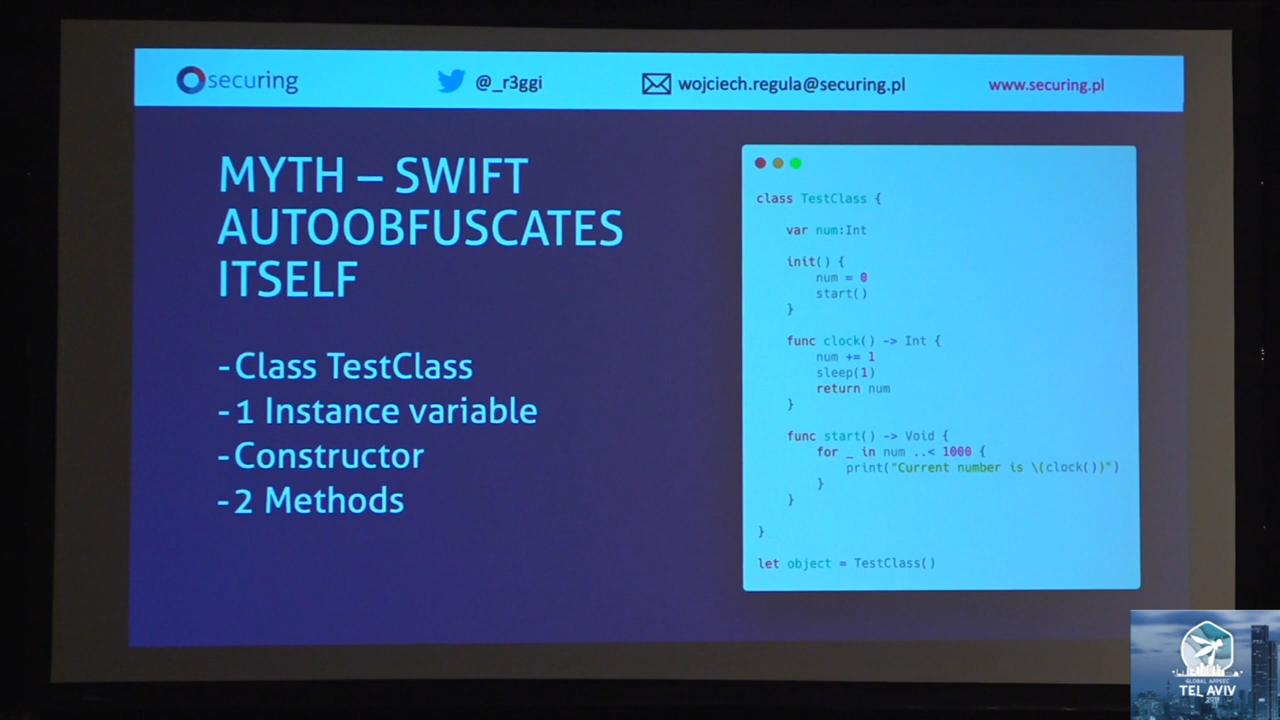 securing
@_r3ggi
wojciech.regula@securing.pl
www.securing.pl
MYTH – SWIFT
AUTOOBFUSCATES
ITSELF
-Class TestClass
-1 Instance variable
-Constructor
-2 Methods
class TestClass {
var num:Int
init() {
num = 0
start()
}
func clock() -> Int {
num += 1
sleep(1)
return num
}
func start() -> Void {
for _ in num ..< 1000 {
print("Current number is \(clock())")
}
}
}
let object = TestClass()
GLOBAL APPSEC
TEL AVIV